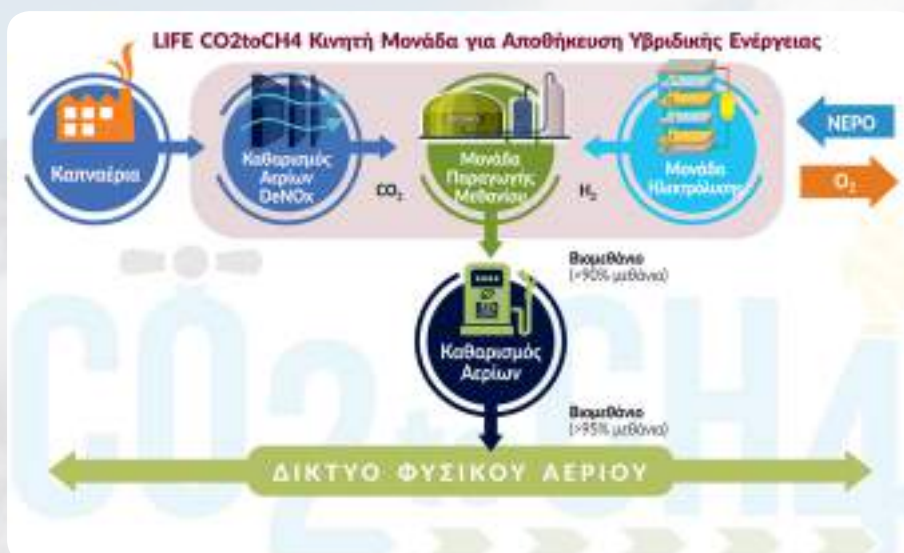 LIFE CO2toCH4 Κινητή Μονάδα για Αποθήκευση Υβριδικής Ενέργειας
Καπναέρια
Καθαρισμός
Αερίων
DeNOx
CO₂
Μονάδα
Παραγωγής
Μεθανίου
H₂
Μονάδα
Ηλεκτρόλυσης
ΝΕΡΟ
O₂
Βιομεθάνιο
(>90% μεθάνιο)
Καθαρισμός
Αερίων
Βιομεθάνιο
(>95% μεθάνιο)
ΔΙΚΤΥΟ ΦΥΣΙΚΟΥ ΑΕΡΙΟΥ
CO2toCH4